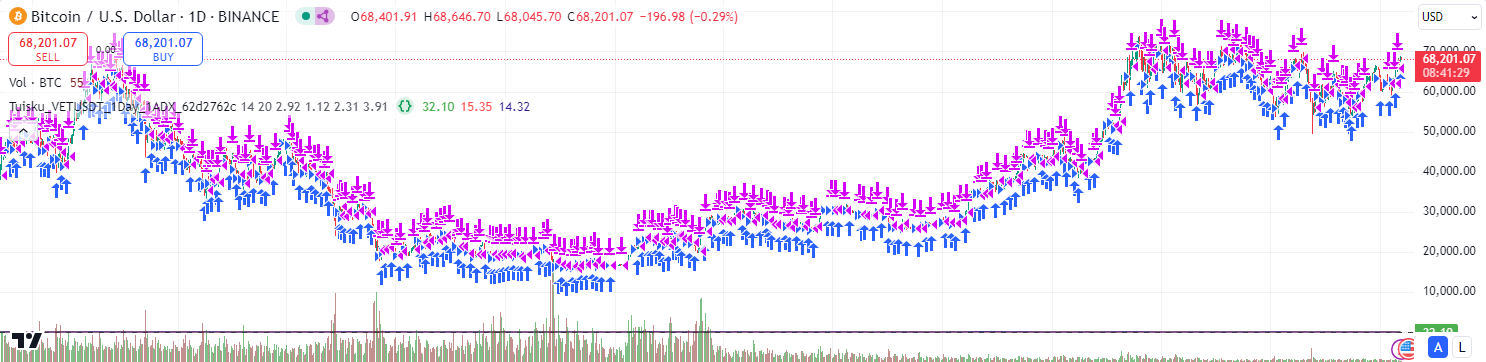 Bitcoin / U.S. Dollar · 1D · BINANCE O68,401.91 H68,646.70 L68,045.70 C68,201.07 −196.98 (−0.29%)
USD
68,201.07
SELL
0.00
68,201.07
BUY
Vol · BTC 55
Tuisku_VETUSDT_1Day_1ADX_62d2762c 14 20 2.92 1.12 2.31 3.91 {} 32.10 15.35 14.32
70,000.00
68,201.07
08:41:29
60,000.00
50,000.00
40,000.00
30,000.00
20,000.00
10,000.00
A L